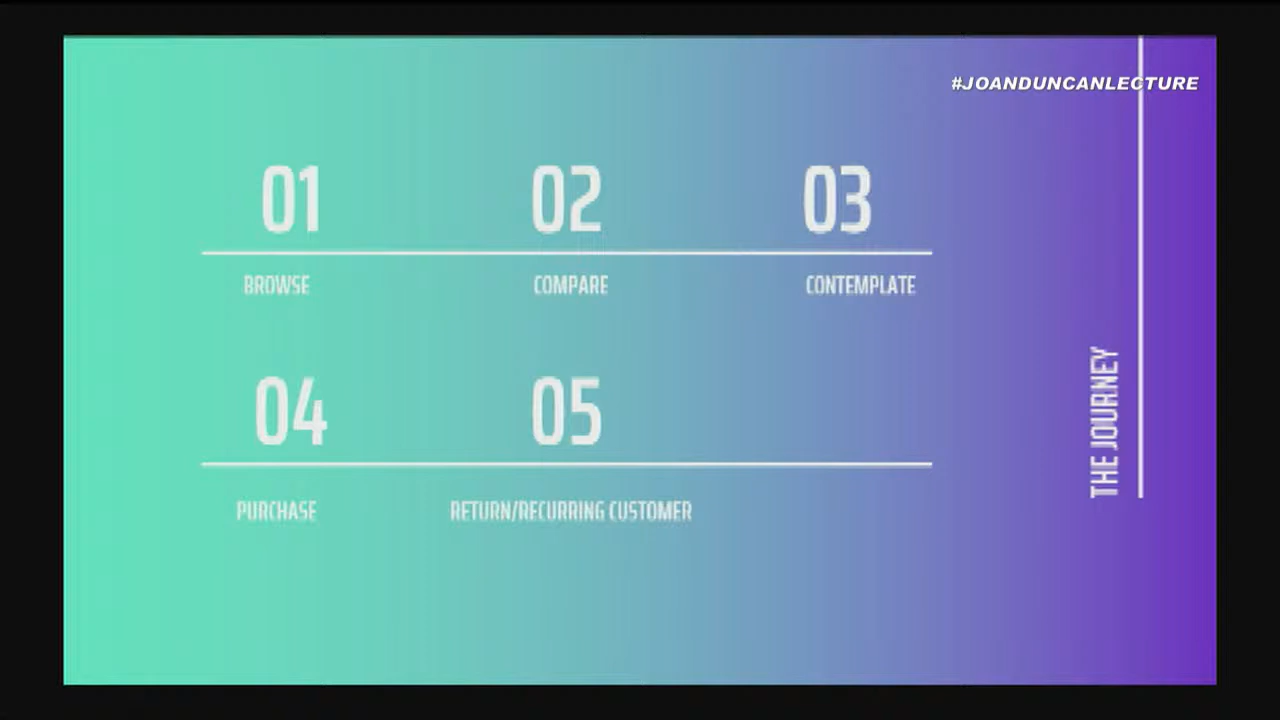 #JOANDUNCANLECTURE
01 02 03
BROWSE COMPARE CONTEMPLATE
04 05
PURCHASE RETURN/RECURRING CUSTOMER
THE JOURNEY